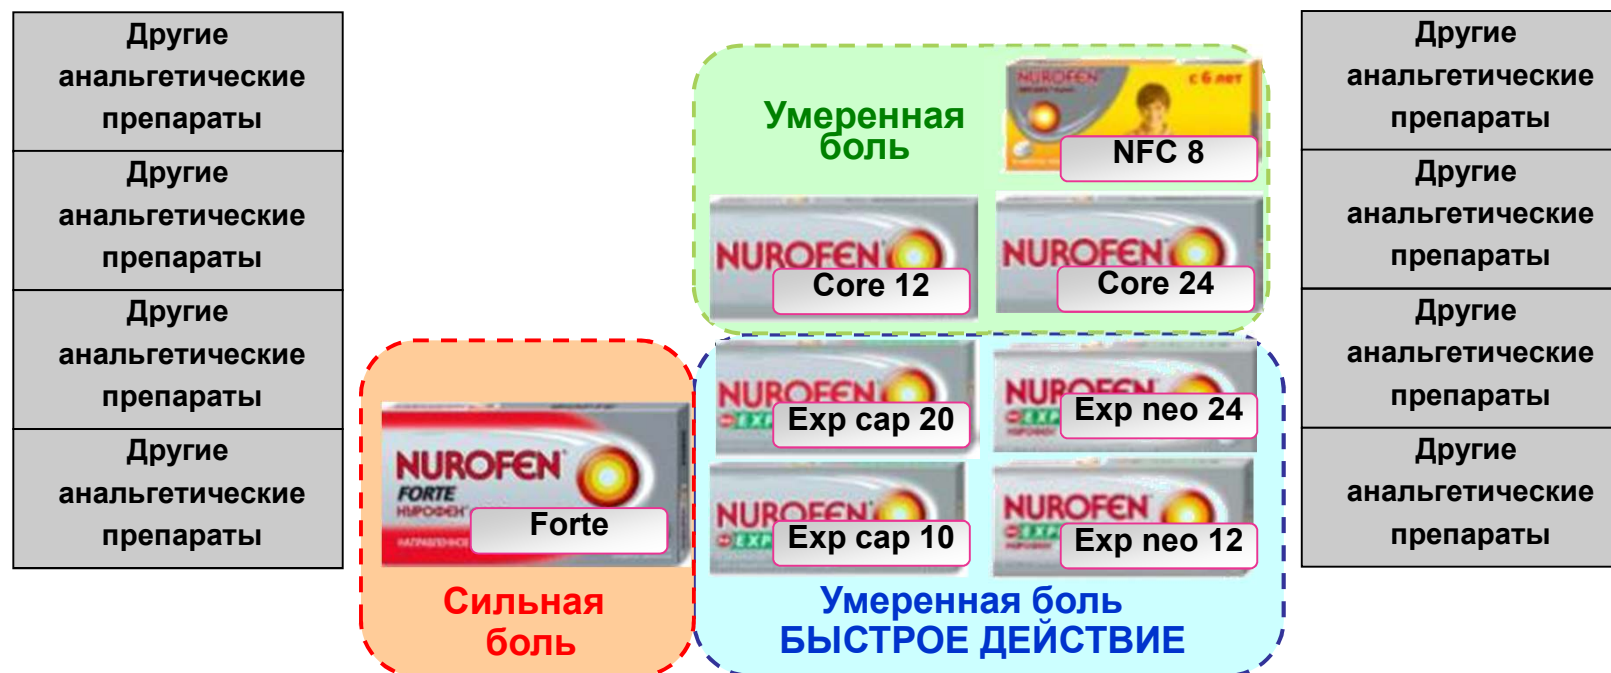 Другие
анальгетические
препараты
Другие
анальгетические
препараты
Другие
анальгетические
препараты
Другие
анальгетические
препараты
Умеренная
боль
NUROFEN
с 6 лет
NFC 8
NUROFEN
Core 12
NUROFEN
Core 24
NUROFEN
Exp cap 20
NUROFEN
Exp neo 24
NUROFEN
Exp cap 10
NUROFEN
Exp neo 12
Умеренная боль
БЫСТРОЕ ДЕЙСТВИЕ
NUROFEN
FORTE
НУРОФЕН
НАПРАВЛЕННОЕ
Forte
Сильная
боль
Другие
анальгетические
препараты
Другие
анальгетические
препараты
Другие
анальгетические
препараты
Другие
анальгетические
препараты